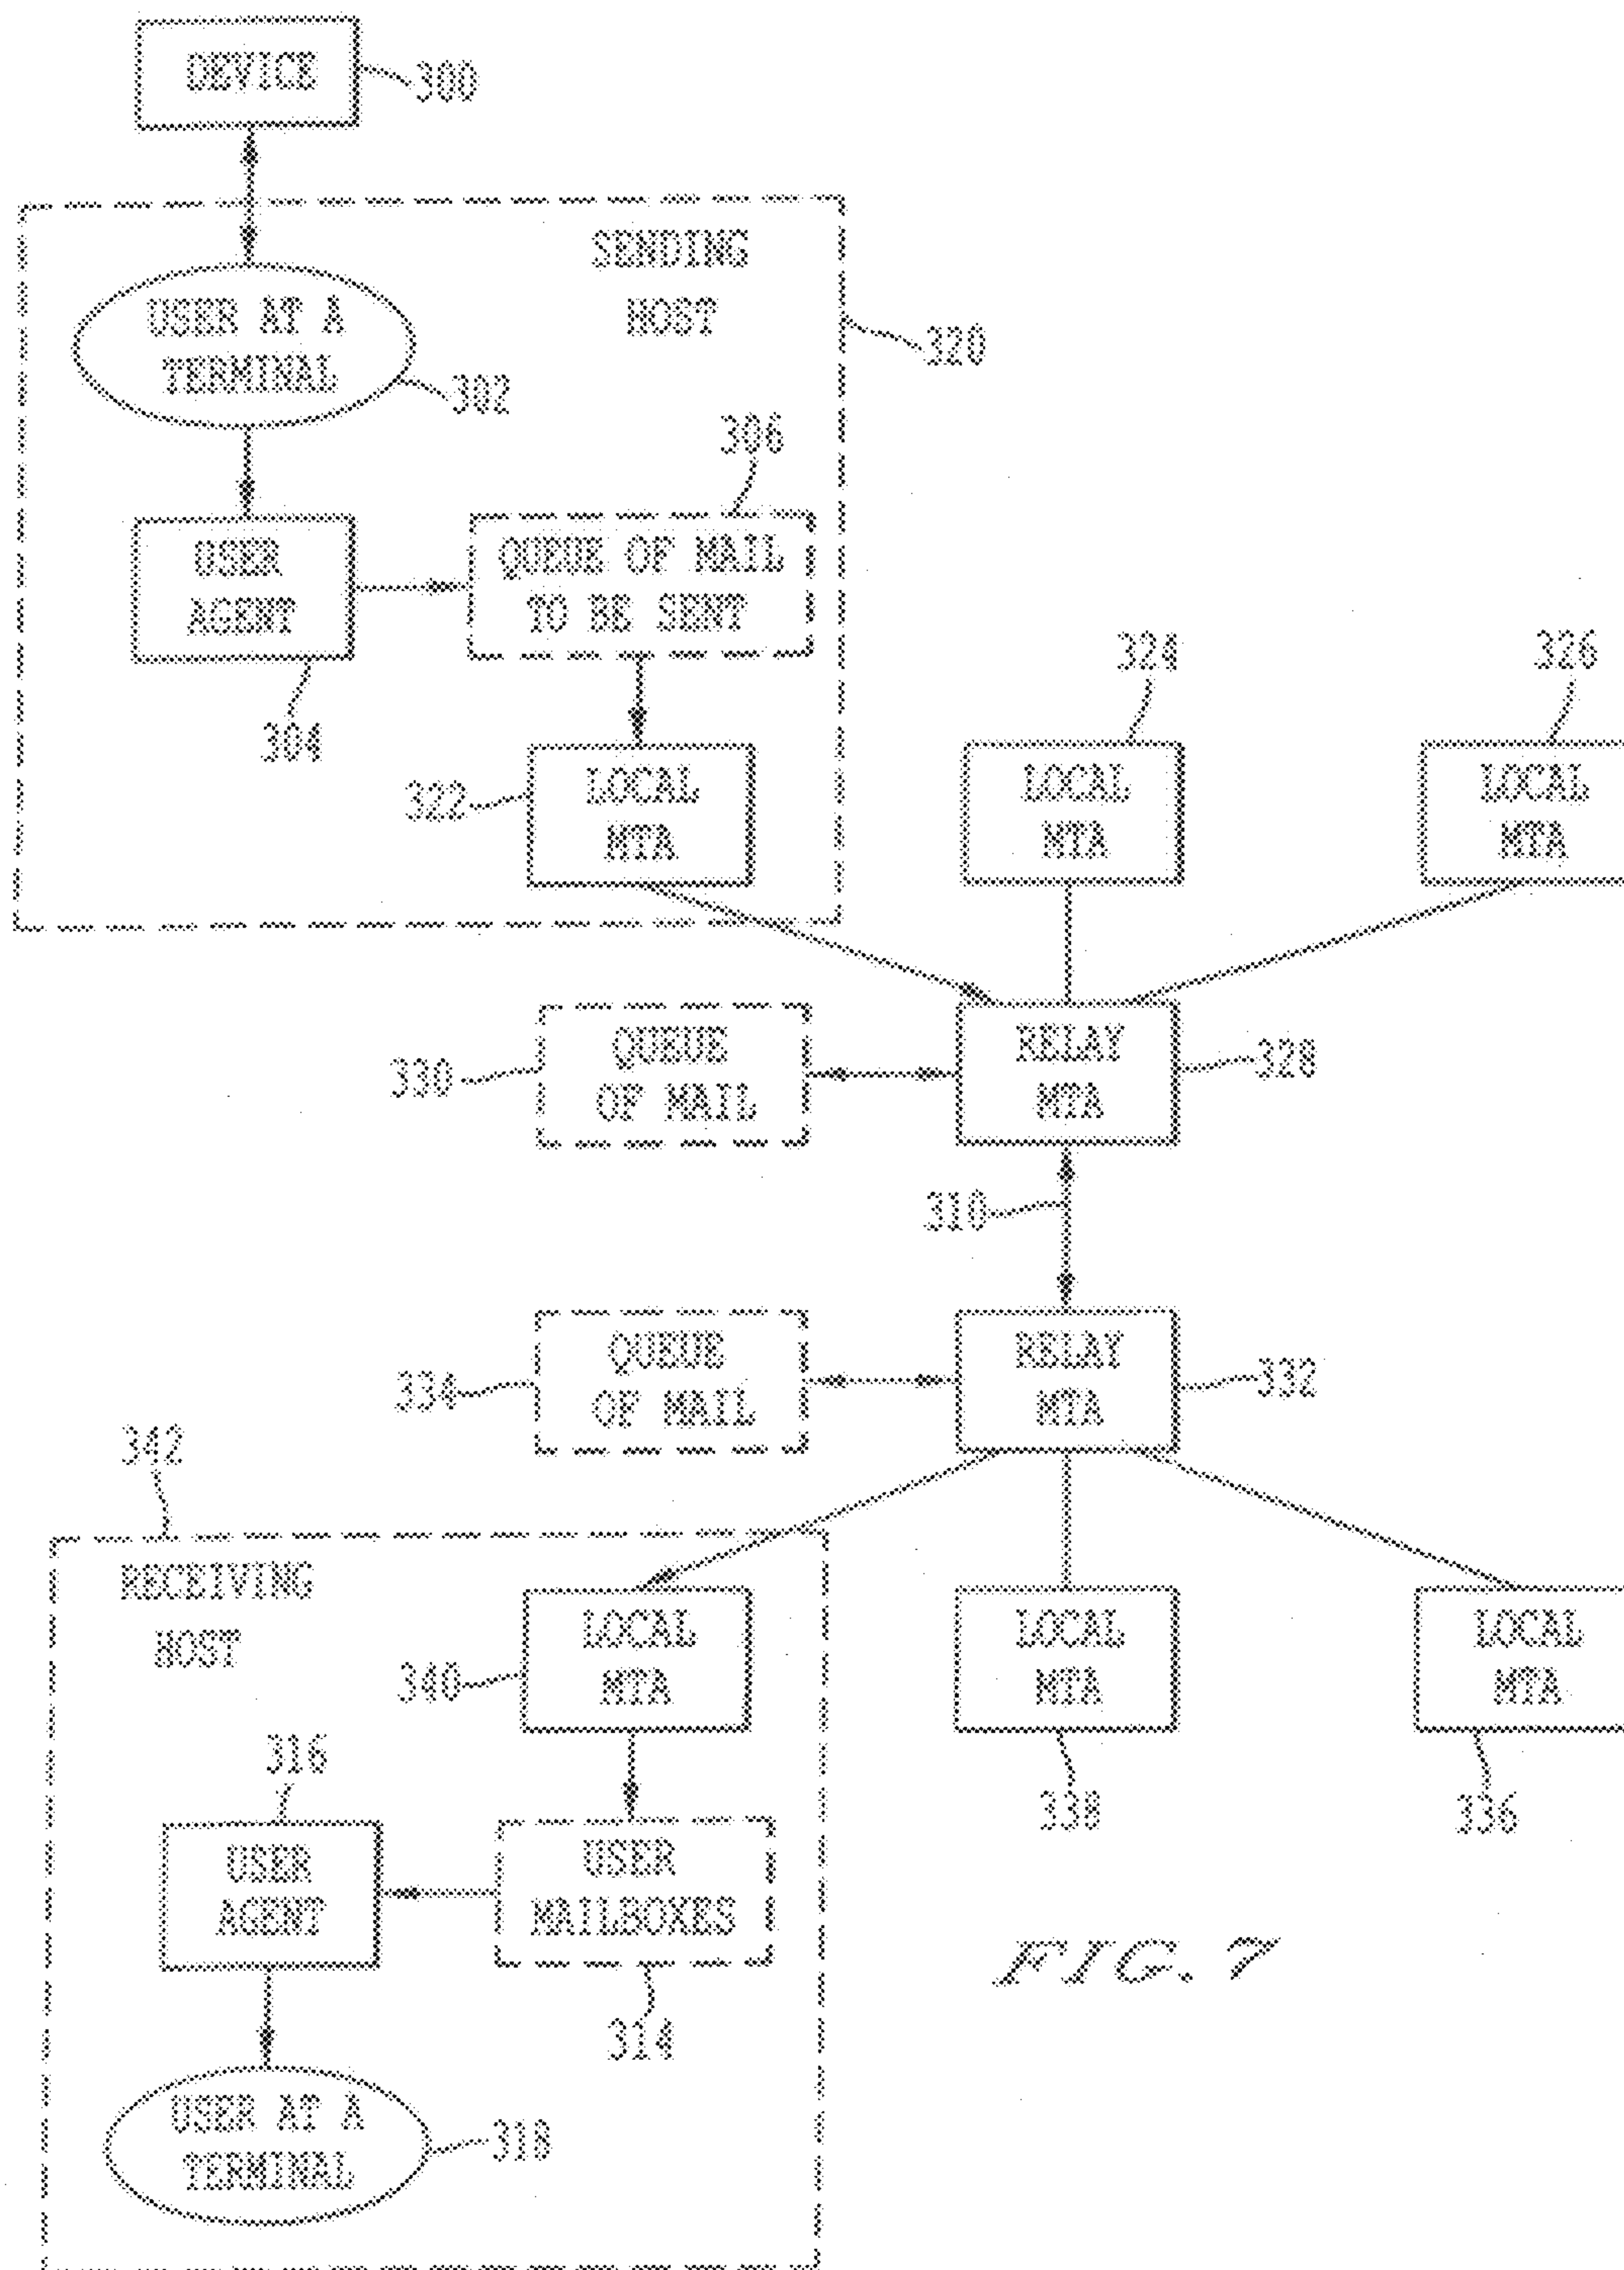 DEVICE
300
SENDING
HOST
320
USER AT A
TERMINAL
302
306
USER
AGENT
304
QUEUE OF MAIL
TO BE SENT
322
LOCAL
MTA
324
LOCAL
MTA
326
LOCAL
MTA
330
QUEUE
OF MAIL
RELAY
MTA
328
310
334
QUEUE
OF MAIL
RELAY
MTA
332
342
RECEIVING
HOST
340
LOCAL
MTA
LOCAL
MTA
338
LOCAL
MTA
336
316
USER
AGENT
USER
MAILBOXES
314
USER AT A
TERMINAL
318
FIG. 7